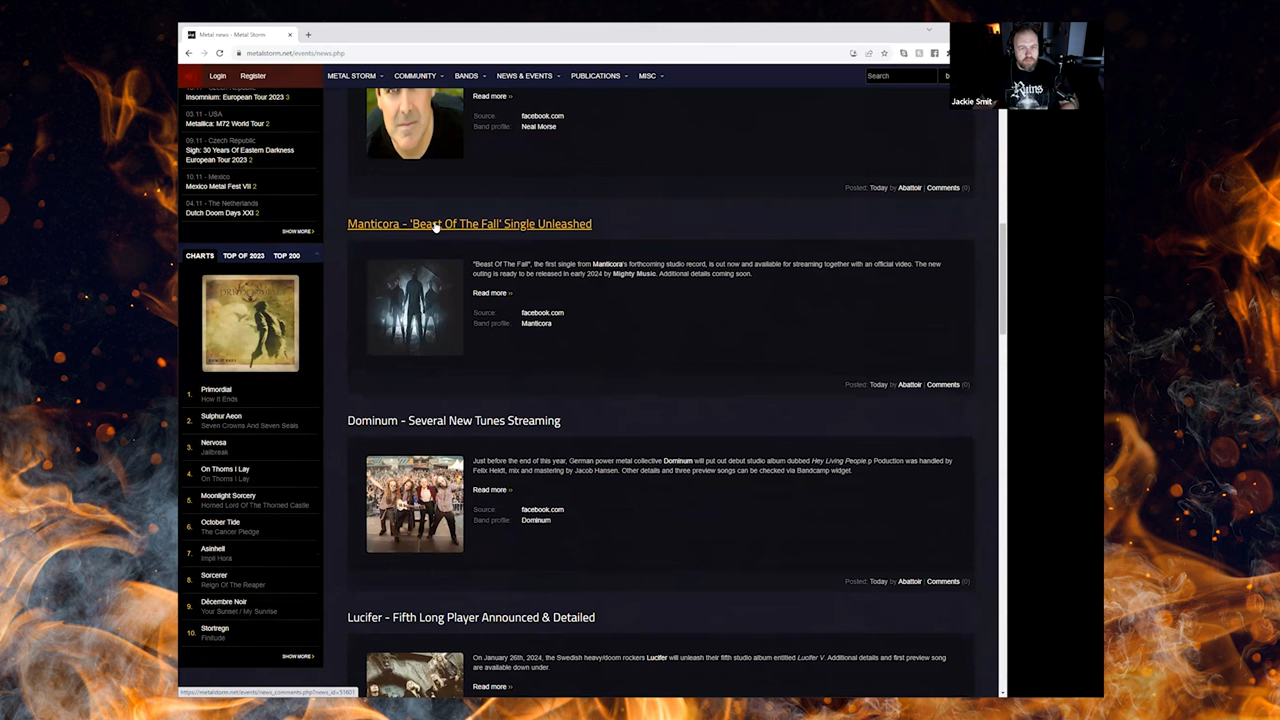 Metal news - Metal Storm
metalstorm.net/events/news.php
Login Register METAL STORM COMMUNITY BANDS NEWS & EVENTS PUBLICATIONS MISC Search
Jackie Smit
Ruins
Insomnium: European Tour 2023 3
03.11 - USA
Metallica: M72 World Tour 2
09.11 - Czech Republic
Sigh: 30 Years Of Eastern Darkness
European Tour 2023 2
10.11 - Mexico
Mexico Metal Fest VII 2
04.11 - The Netherlands
Dutch Doom Days XXI 2
SHOW MORE
CHARTS TOP OF 2023 TOP 200
1. Primordial
How It Ends
2. Sulphur Aeon
Seven Crowns And Seven Seals
3. Nervosa
Jailbreak
4. On Thorns I Lay
On Thorns I Lay
5. Moonlight Sorcery
Horned Lord Of The Thorned Castle
6. October Tide
The Cancer Pledge
7. Asinhell
Impii Hora
8. Sorcerer
Reign Of The Reaper
9. Décembre Noir
Your Sunset / My Sunrise
10. Stortregn
Finitude
SHOW MORE
Read more ››
Source: facebook.com
Band profile: Neal Morse
Posted: Today by Abattoir | Comments (0)
Manticora - 'Beast Of The Fall' Single Unleashed
"Beast Of The Fall", the first single from Manticora's forthcoming studio record, is out now and available for streaming together with an official video. The new
outing is ready to be released in early 2024 by Mighty Music. Additional details coming soon.
Read more ››
Source: facebook.com
Band profile: Manticora
Posted: Today by Abattoir | Comments (0)
Dominum - Several New Tunes Streaming
Just before the end of this year, German power metal collective Dominum will put out debut studio album dubbed Hey Living People.p Poduction was handled by
Felix Heldt, mix and mastering by Jacob Hansen. Other details and three preview songs can be checked via Bandcamp widget.
Read more ››
Source: facebook.com
Band profile: Dominum
Posted: Today by Abattoir | Comments (0)
Lucifer - Fifth Long Player Announced & Detailed
On January 26th, 2024, the Swedish heavy/doom rockers Lucifer will unleash their fifth studio album entitled Lucifer V. Additional details and first preview song
are available down under.
Read more ››
https://metalstorm.net/events/news_comments.php?news_id=51601